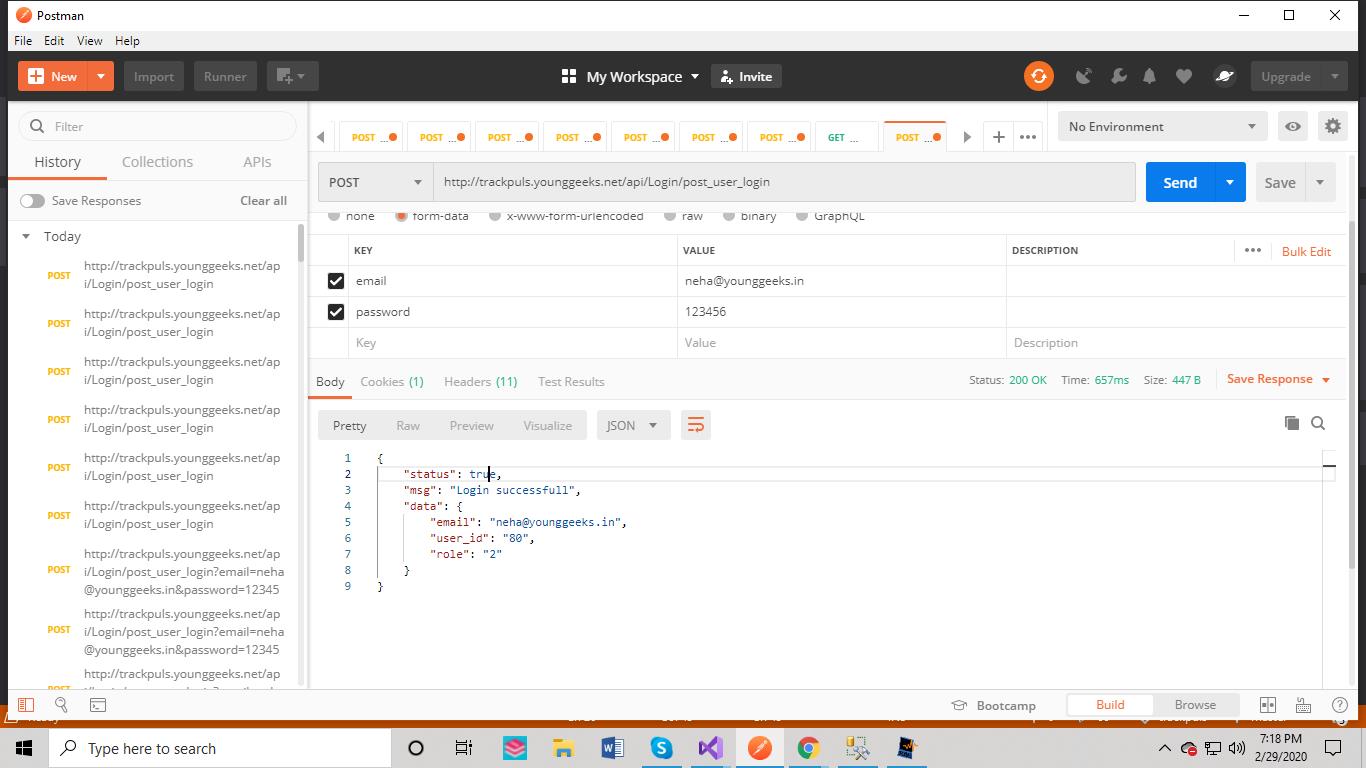 Postman
File Edit View Help
New Import Runner My Workspace Invite Upgrade
Filter
History Collections APIs
Save Responses Clear all
Today
POST http://trackpuls.younggeeks.net/ap
i/Login/post_user_login
POST http://trackpuls.younggeeks.net/ap
i/Login/post_user_login
POST http://trackpuls.younggeeks.net/ap
i/Login/post_user_login
POST http://trackpuls.younggeeks.net/ap
i/Login/post_user_login
POST http://trackpuls.younggeeks.net/ap
i/Login/post_user_login
POST http://trackpuls.younggeeks.net/ap
i/Login/post_user_login
POST http://trackpuls.younggeeks.net/ap
i/Login/post_user_login?email=neha
@younggeeks.in&password=12345
POST http://trackpuls.younggeeks.net/ap
i/Login/post_user_login?email=neha
@younggeeks.in&password=12345
http://trackpuls.younggeeks.net/ap
POST ... POST ... POST ... POST ... POST ... POST ... POST ... GET ... POST ...
No Environment
POST http://trackpuls.younggeeks.net/api/Login/post_user_login Send Save
none form-data x-www-form-urlencoded raw binary GraphQL
KEY VALUE DESCRIPTION Bulk Edit
email neha@younggeeks.in
password 123456
Key Value Description
Body Cookies (1) Headers (11) Test Results Status: 200 OK Time: 657ms Size: 447 B Save Response
Pretty Raw Preview Visualize JSON
1 {
2 "status": true,
3 "msg": "Login successfull",
4 "data": {
5 "email": "neha@younggeeks.in",
6 "user_id": "80",
7 "role": "2"
8 }
9 }
Bootcamp Build Browse
Type here to search
7:18 PM
2/29/2020